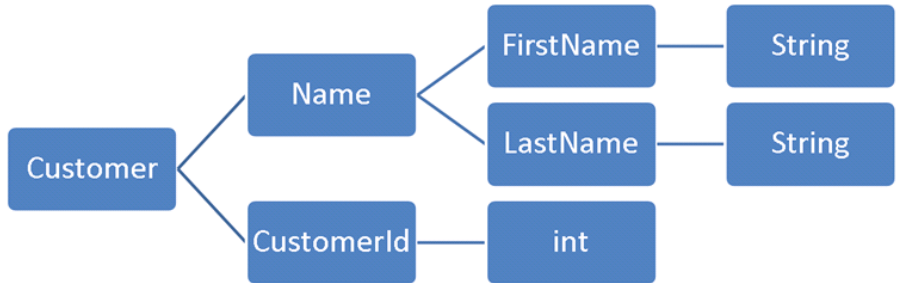 FirstName
String
Name
LastName
String
Customer
CustomerId
int